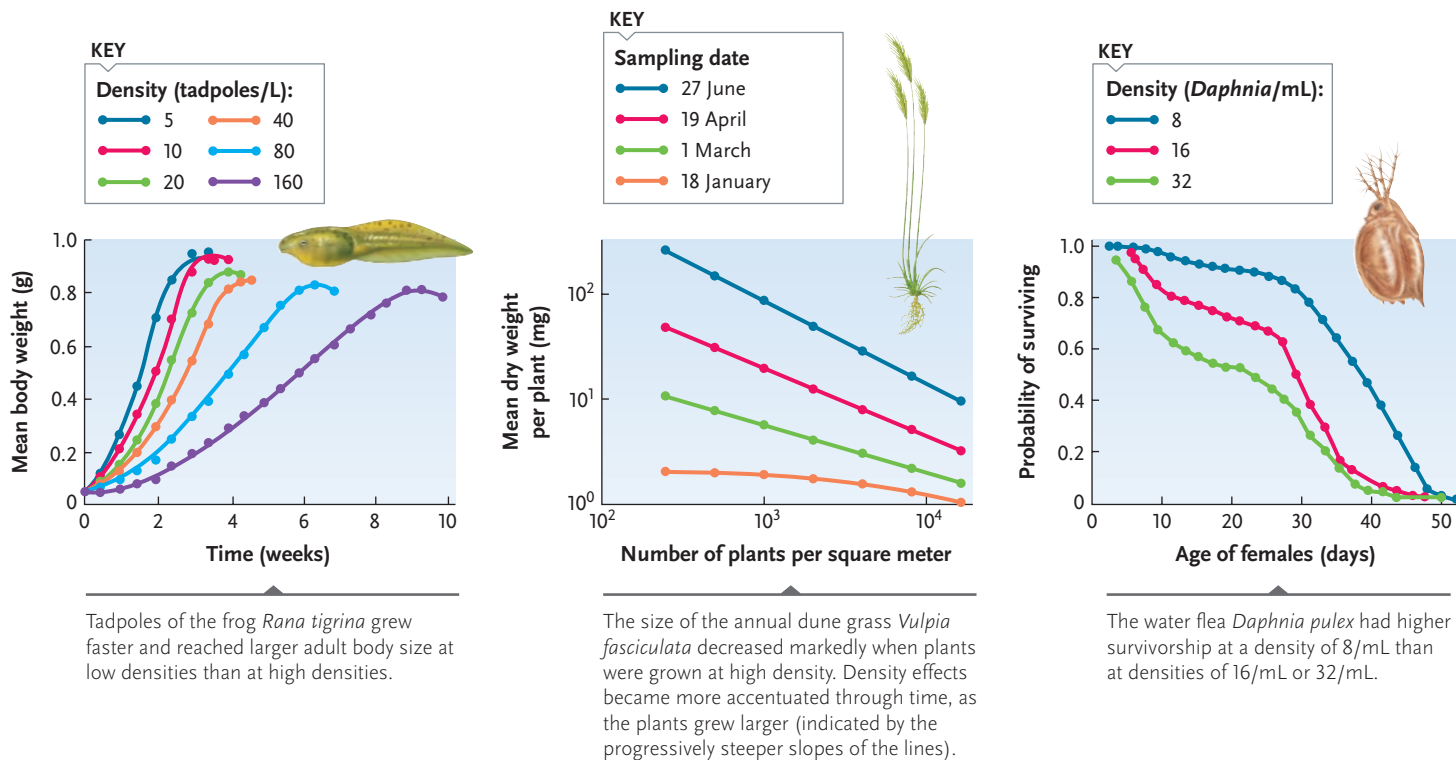 KEY
Density (tadpoles/L):
5 40
10 80
20 160
Mean body weight (g)
1.0
0.8
0.6
0.4
0.2
0
0 2 4 6 8 10
Time (weeks)
Tadpoles of the frog Rana tigrina grew
faster and reached larger adult body size at
low densities than at high densities.
KEY
Sampling date
27 June
19 April
1 March
18 January
Mean dry weight
per plant (mg)
10²
10¹
10⁰
10² 10³ 10⁴
Number of plants per square meter
The size of the annual dune grass Vulpia
fasciculata decreased markedly when plants
were grown at high density. Density effects
became more accentuated through time, as
the plants grew larger (indicated by the
progressively steeper slopes of the lines).
KEY
Density (Daphnia/mL):
8
16
32
Probability of surviving
1.0
0.8
0.6
0.4
0.2
0
0 10 20 30 40 50
Age of females (days)
The water flea Daphnia pulex had higher
survivorship at a density of 8/mL than
at densities of 16/mL or 32/mL.